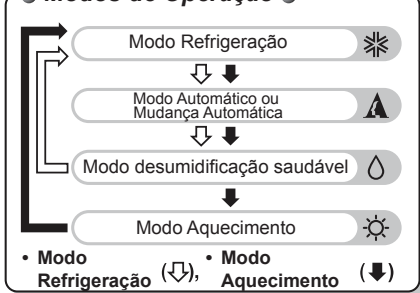 Modos de Operação
Modo Refrigeração
Modo Automático ou
Mudança Automática
Modo desumidificação saudável
Modo Aquecimento
• Modo Refrigeração (⇩), • Modo Aquecimento (⬇)